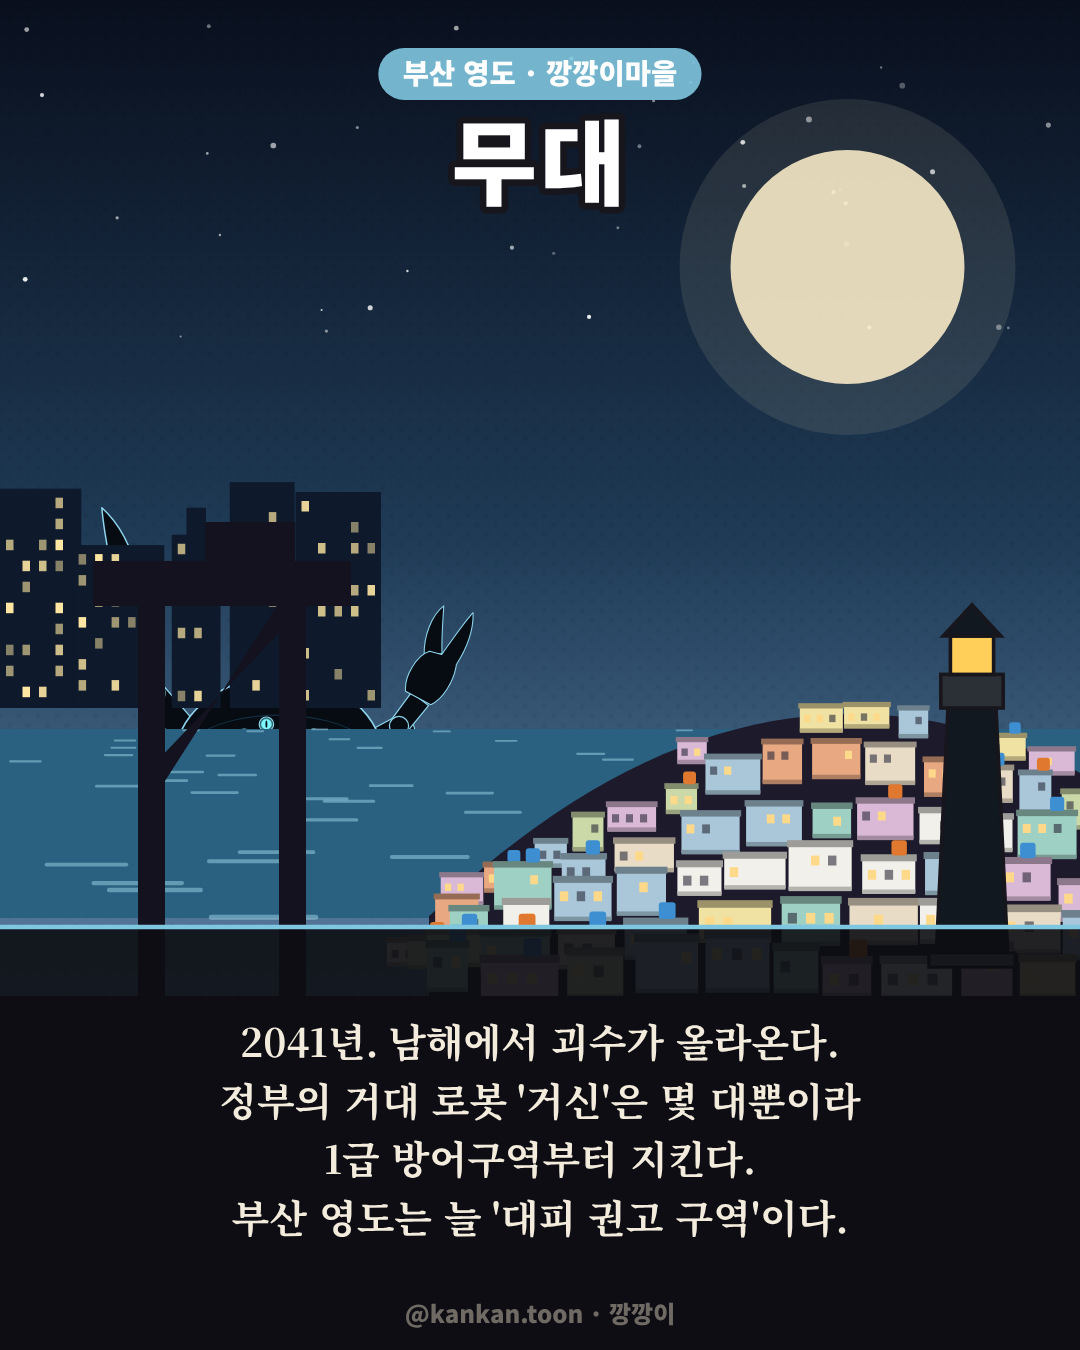 부산 영도 · 깡깡이마을
무대
2041년. 남해에서 괴수가 올라온다.
정부의 거대 로봇 '거신'은 몇 대뿐이라
1급 방어구역부터 지킨다.
부산 영도는 늘 '대피 권고 구역'이다.
@kankan.toon · 깡깡이